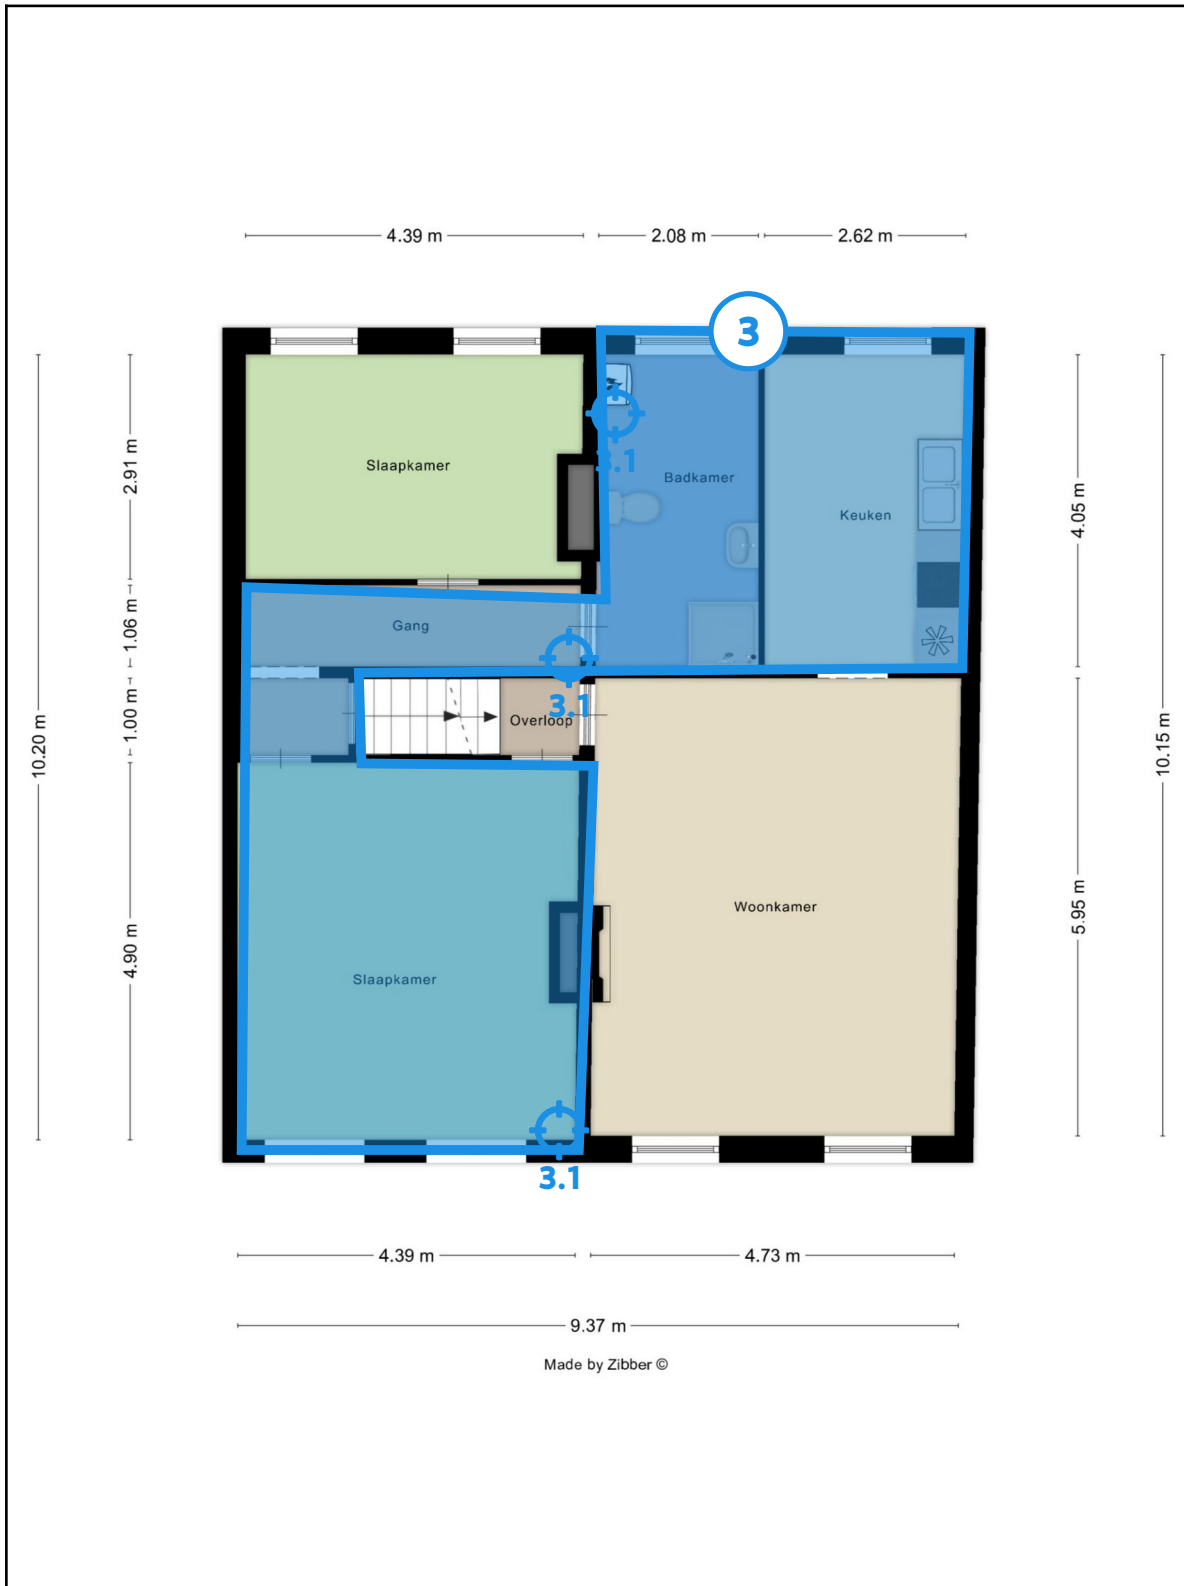 4.39 m
2.08 m
2.62 m
3
2.91 m
Slaapkamer
3.1
Badkamer
Keuken
4.05 m
1.06 m
Gang
3.1
1.00 m
Overloop
10.20 m
10.15 m
4.90 m
Slaapkamer
Woonkamer
5.95 m
3.1
4.39 m
4.73 m
9.37 m
Made by Zibber ©